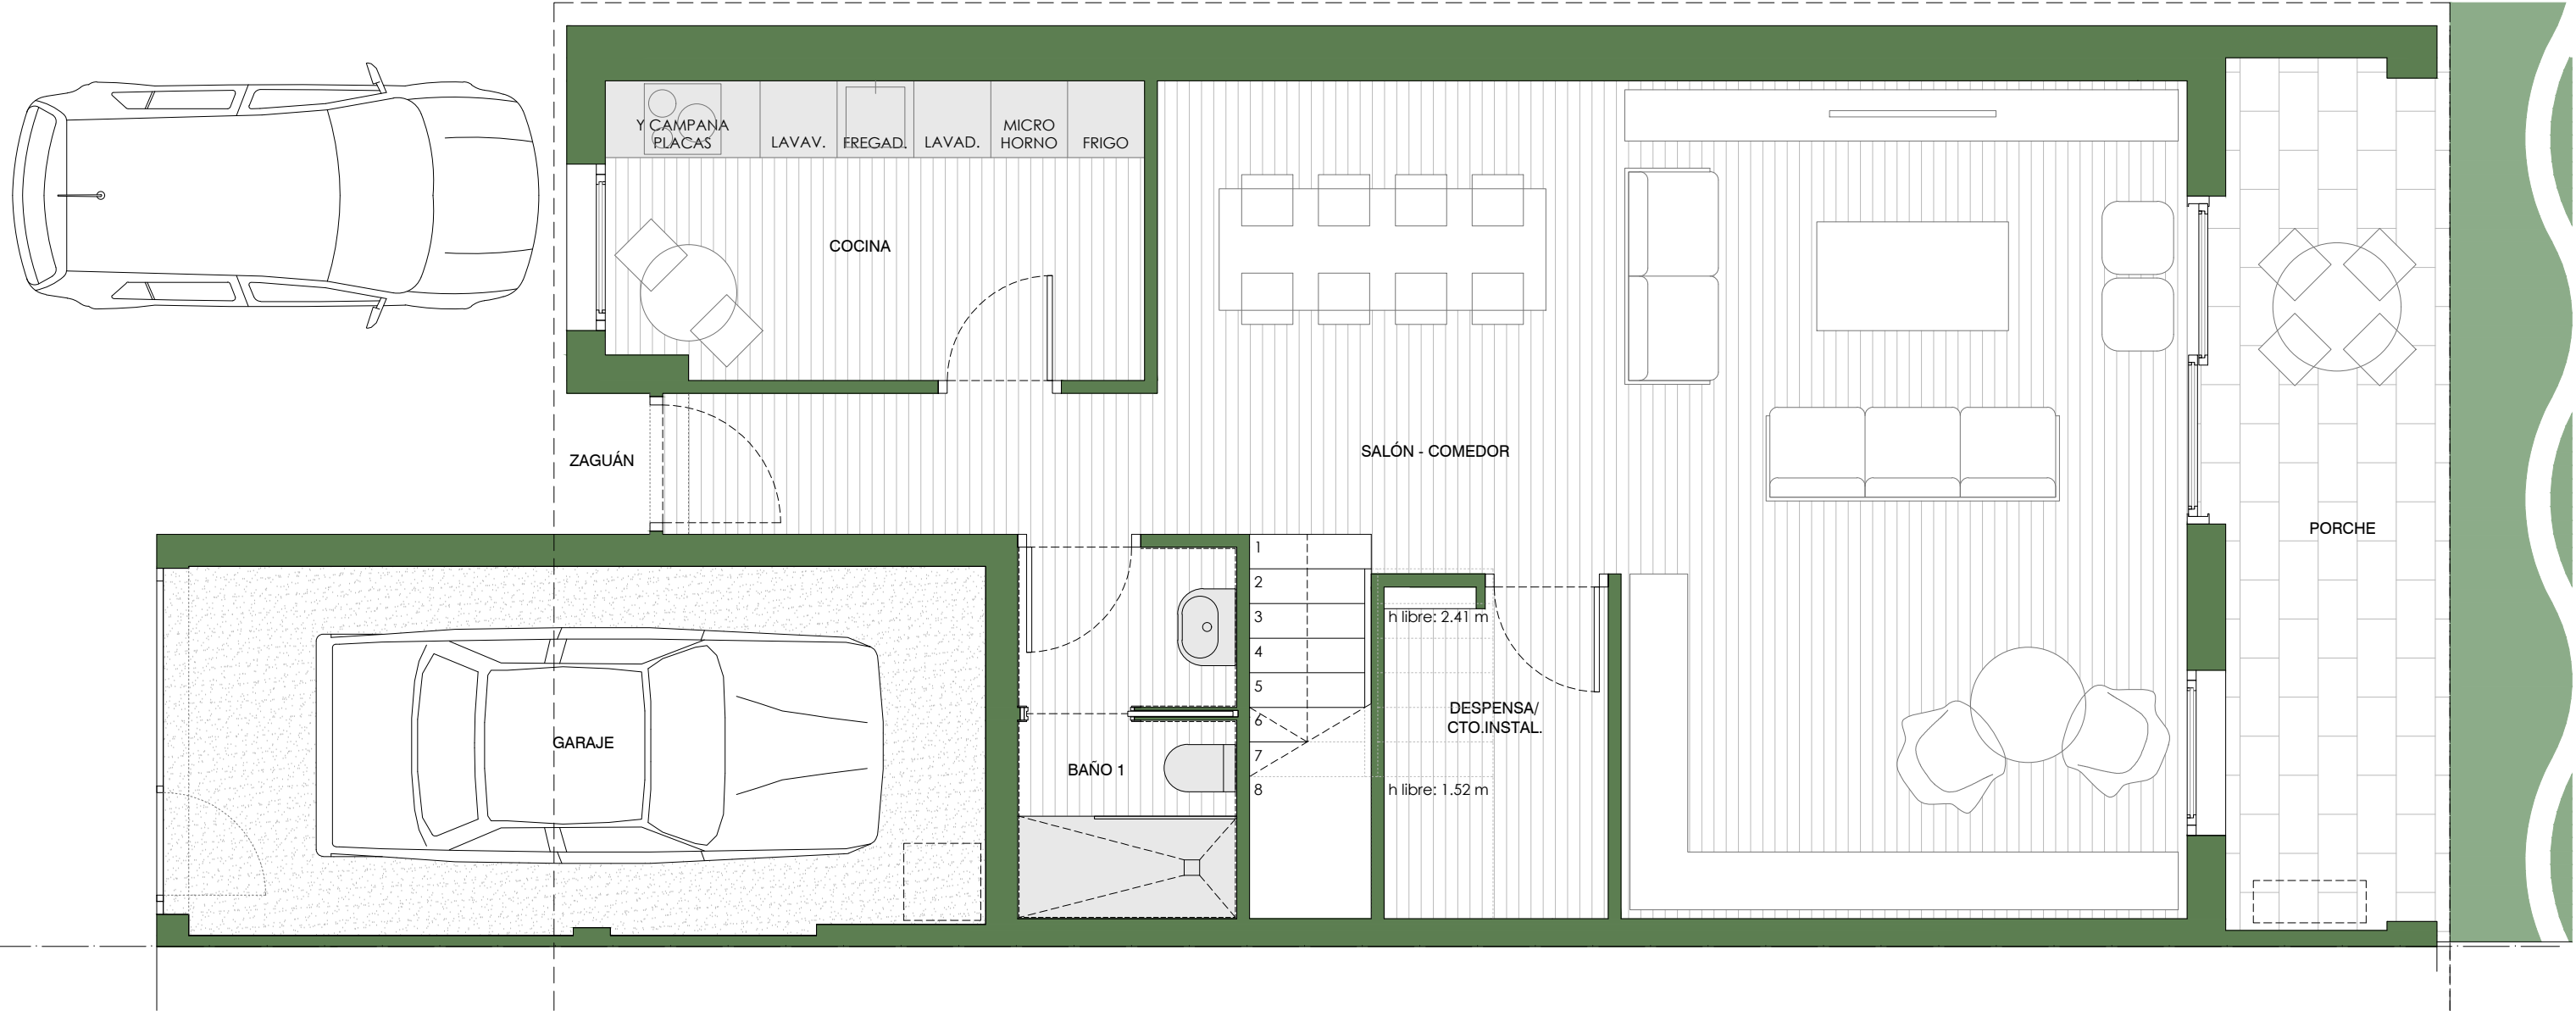 Y CAMPANA
PLACAS
LAVAV.
FREGAD.
LAVAD.
MICRO
HORNO
FRIGO
COCINA
ZAGUÁN
SALÓN - COMEDOR
PORCHE
1
2
3
4
5
6
7
8
h libre: 2.41 m
DESPENSA/
CTO.INSTAL.
h libre: 1.52 m
GARAJE
BAÑO 1